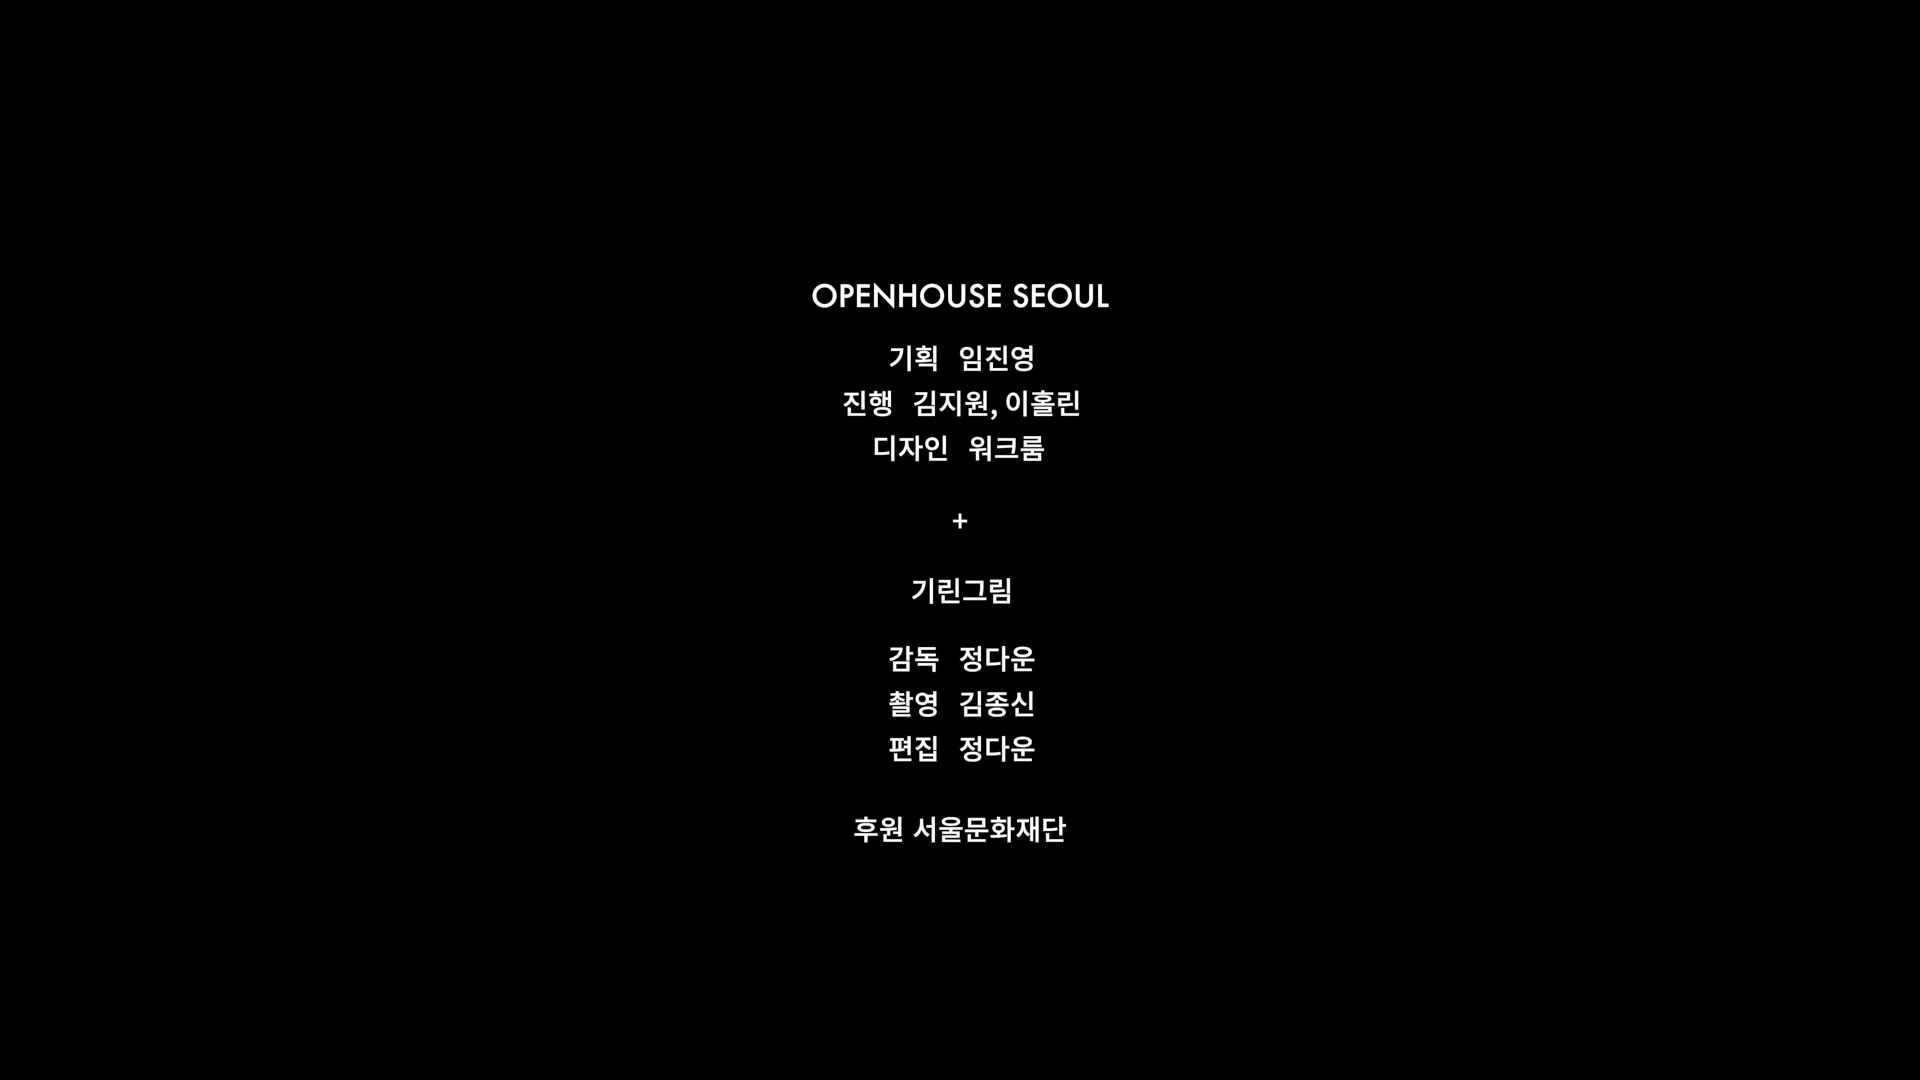 OPENHOUSE SEOUL
기획 임진영
진행 김지원, 이홀린
디자인 워크룸
+
기린그림
감독 정다운
촬영 김종신
편집 정다운
후원 서울문화재단